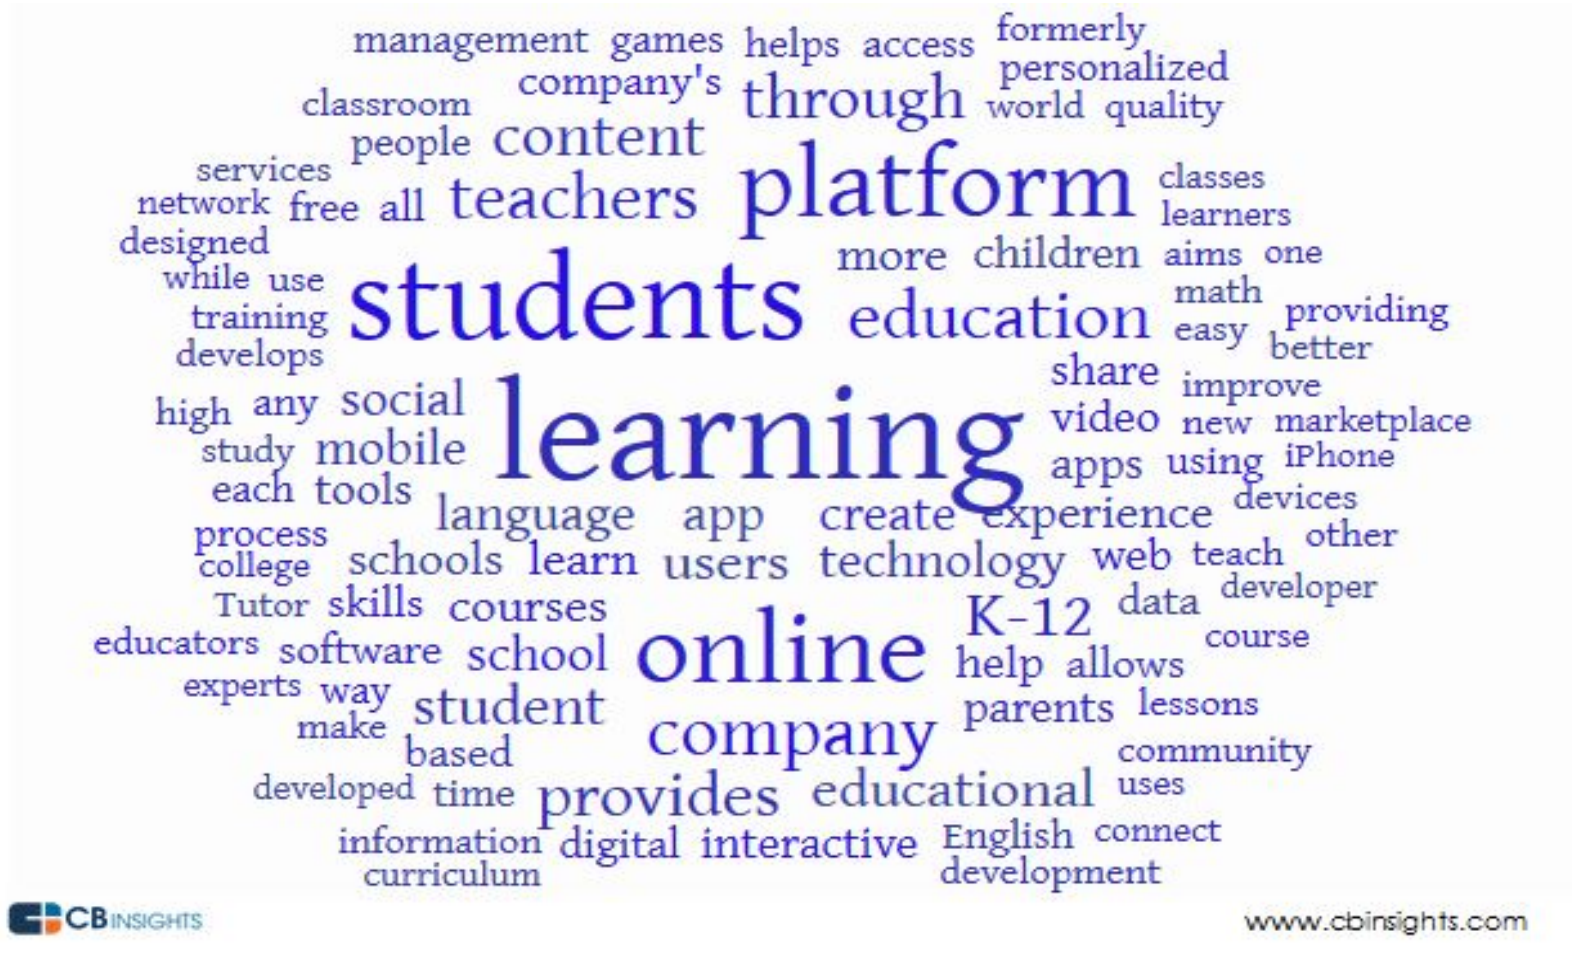 management games helps access formerly
company's through personalized
classroom world quality
people content
services platform classes
network free all teachers learners
designed more children aims one
while use students math
training education easy providing
develops better
share improve
high any social learning video new marketplace
study mobile apps using iPhone
each tools devices
language app create experience
process other
college schools learn users technology web teach
Tutor skills courses K-12 data developer
educators software school online help allows course
experts way student parents lessons
make company
based community
developed time provides educational uses
information digital interactive English connect
curriculum development
CBINSIGHTS www.cbinsights.com